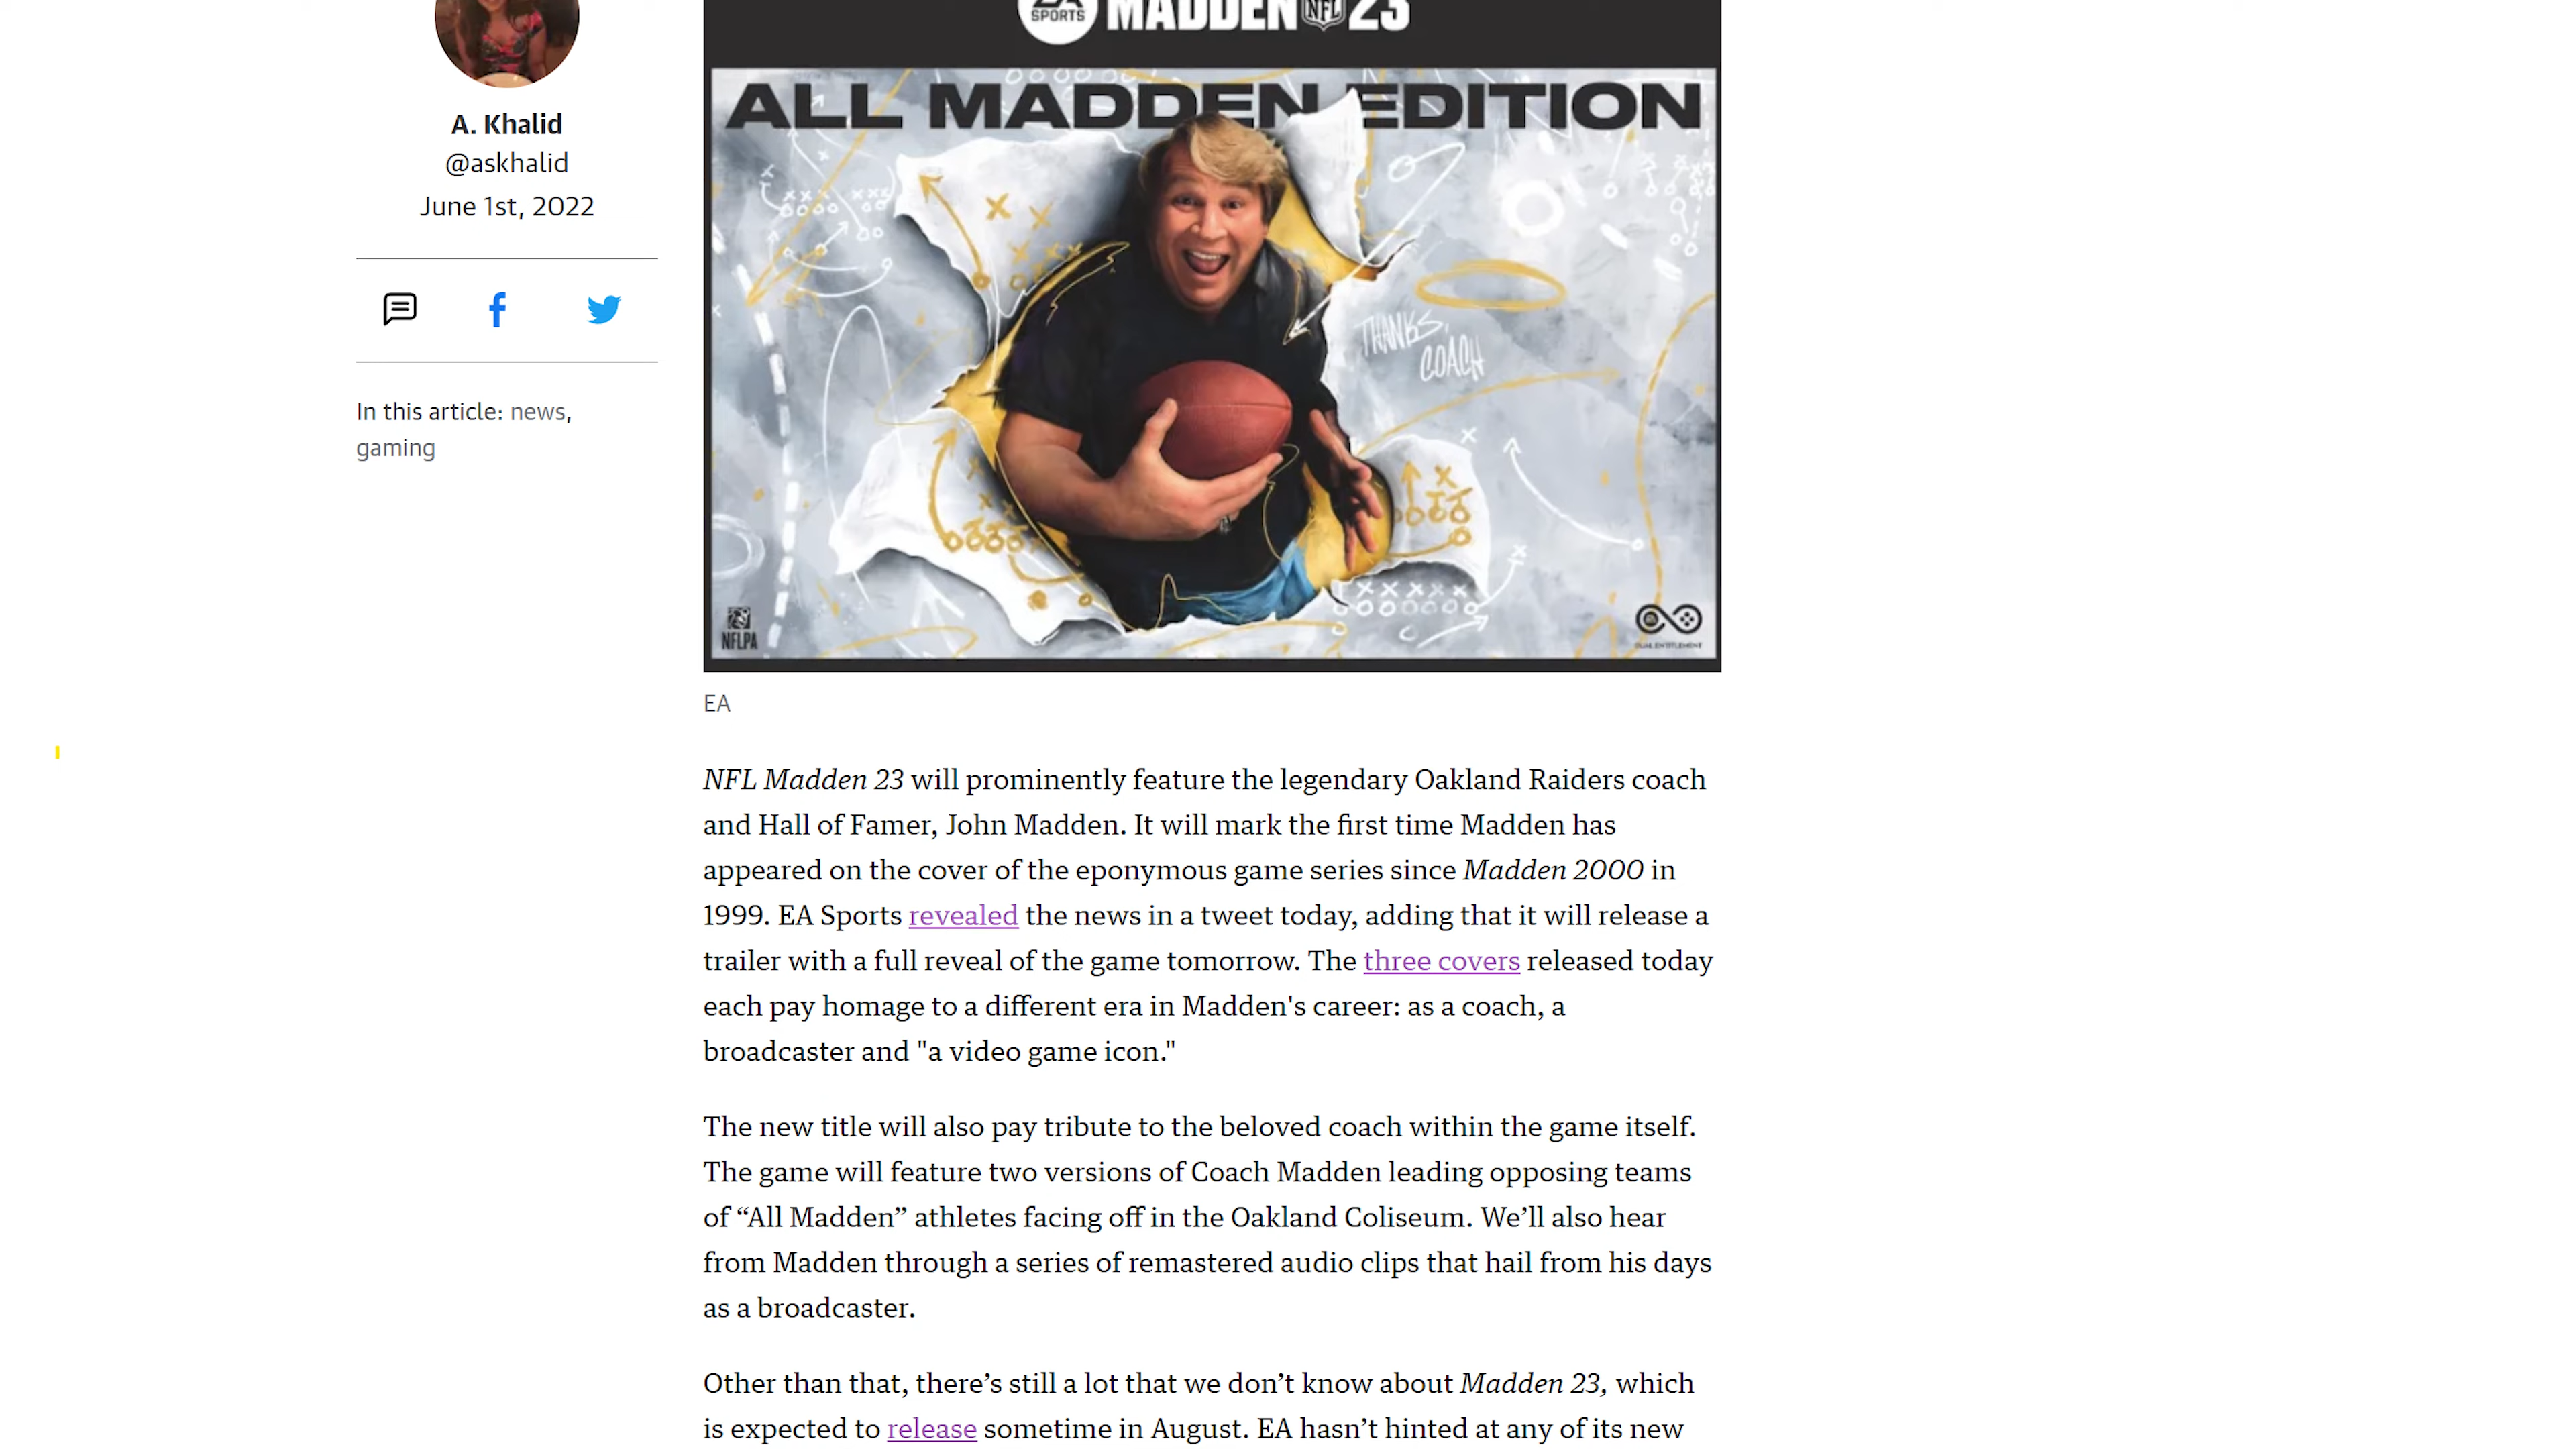 EA
SPORTS
MADDEN NFL 23
ALL MADDEN EDITION
THANKS,
COACH
NFLPA
DUAL ENTITLEMENT
A. Khalid
@askhalid
June 1st, 2022
In this article: news,
gaming
EA
NFL Madden 23 will prominently feature the legendary Oakland Raiders coach
and Hall of Famer, John Madden. It will mark the first time Madden has
appeared on the cover of the eponymous game series since Madden 2000 in
1999. EA Sports revealed the news in a tweet today, adding that it will release a
trailer with a full reveal of the game tomorrow. The three covers released today
each pay homage to a different era in Madden's career: as a coach, a
broadcaster and "a video game icon."
The new title will also pay tribute to the beloved coach within the game itself.
The game will feature two versions of Coach Madden leading opposing teams
of “All Madden” athletes facing off in the Oakland Coliseum. We’ll also hear
from Madden through a series of remastered audio clips that hail from his days
as a broadcaster.
Other than that, there’s still a lot that we don’t know about Madden 23, which
is expected to release sometime in August. EA hasn’t hinted at any of its new